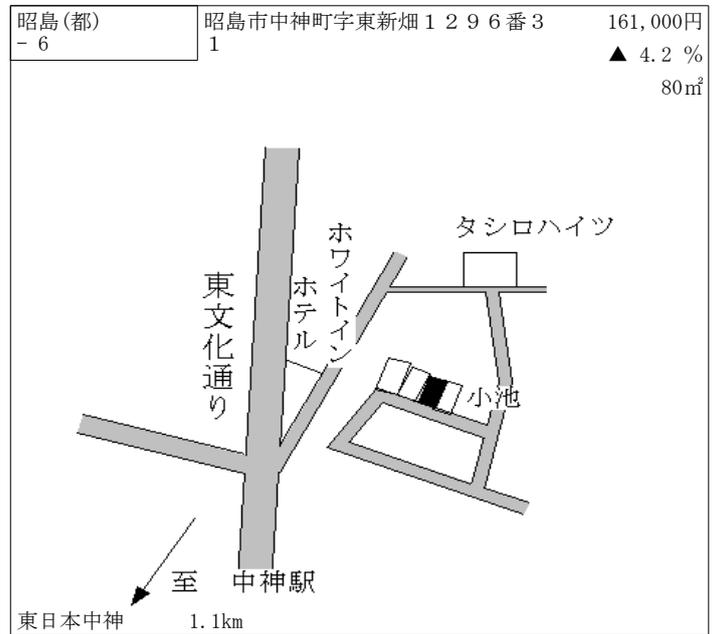 昭島(都)
－6
昭島市中神町字東新畑１２９６番３
１
161,000円
▲ 4.2 %
80㎡
タシロハイツ
ホワイトイン
ホテル
東文化通り
小池
至　中神駅
東日本中神　1.1km